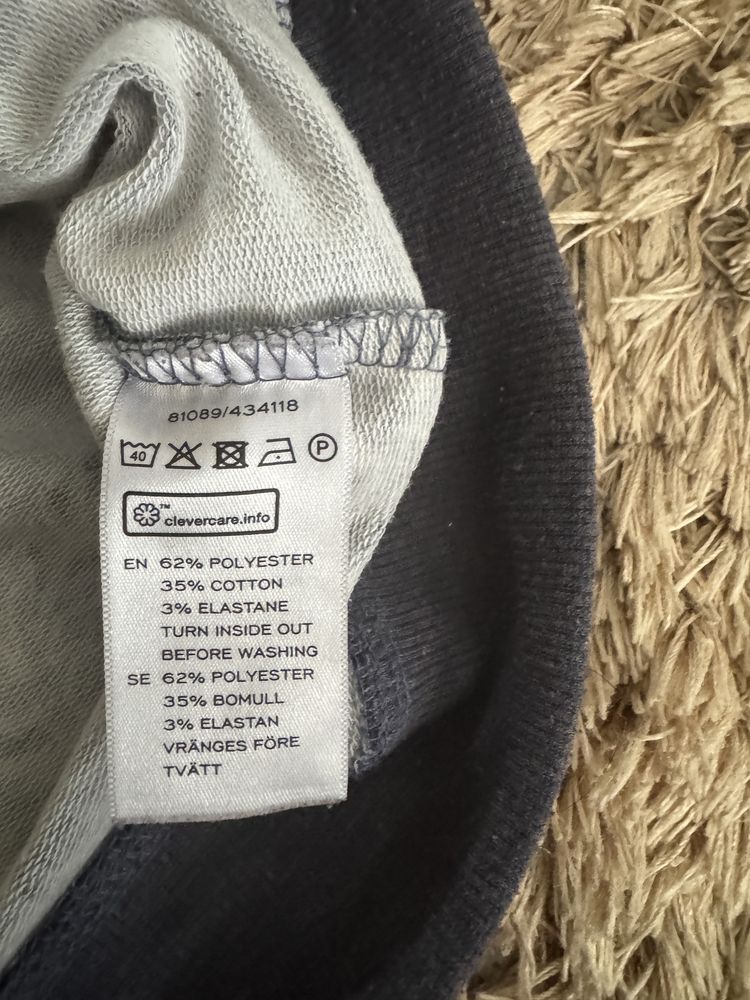 81089/434118
40 P
™ clevercare.info
EN 62% POLYESTER
35% COTTON
3% ELASTANE
TURN INSIDE OUT
BEFORE WASHING
SE 62% POLYESTER
35% BOMULL
3% ELASTAN
VRÄNGES FÖRE
TVÄTT